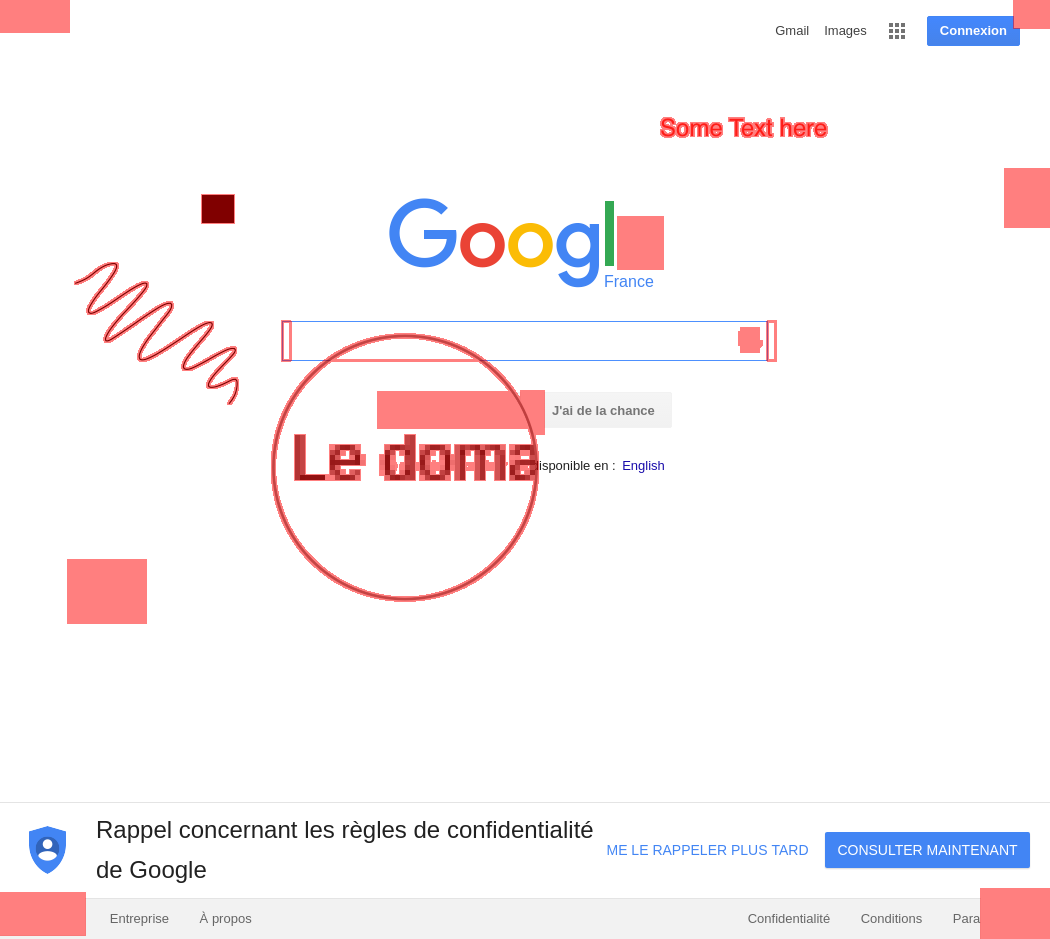 Gmail Images Connexion
Some Text here
Googl
France
J'ai de la chance
Le doma
disponible en : English
Rappel concernant les règles de confidentialité
de Google
ME LE RAPPELER PLUS TARD
CONSULTER MAINTENANT
Entreprise À propos Confidentialité Conditions Para